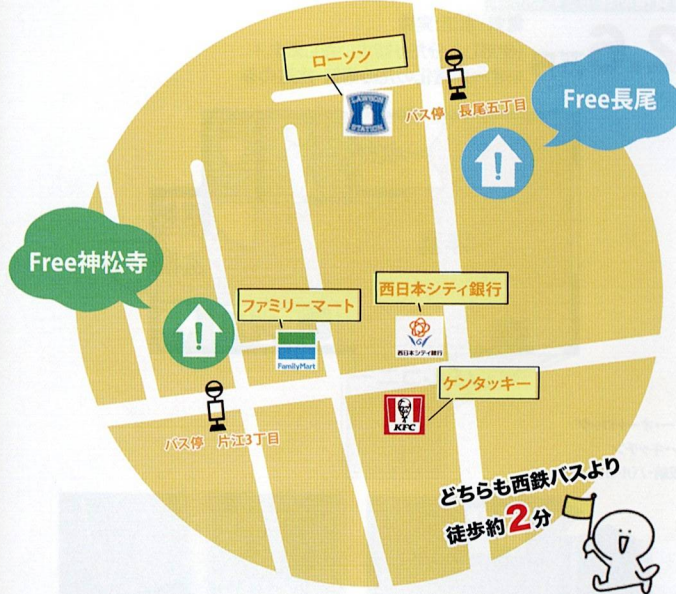 ローソン
LAWSON
STATION
バス停 長尾五丁目
Free長尾
Free神松寺
ファミリーマート
FamilyMart
西日本シティ銀行
西日本シティ銀行
ケンタッキー
KFC
バス停 片江3丁目
どちらも西鉄バスより
徒歩約2分